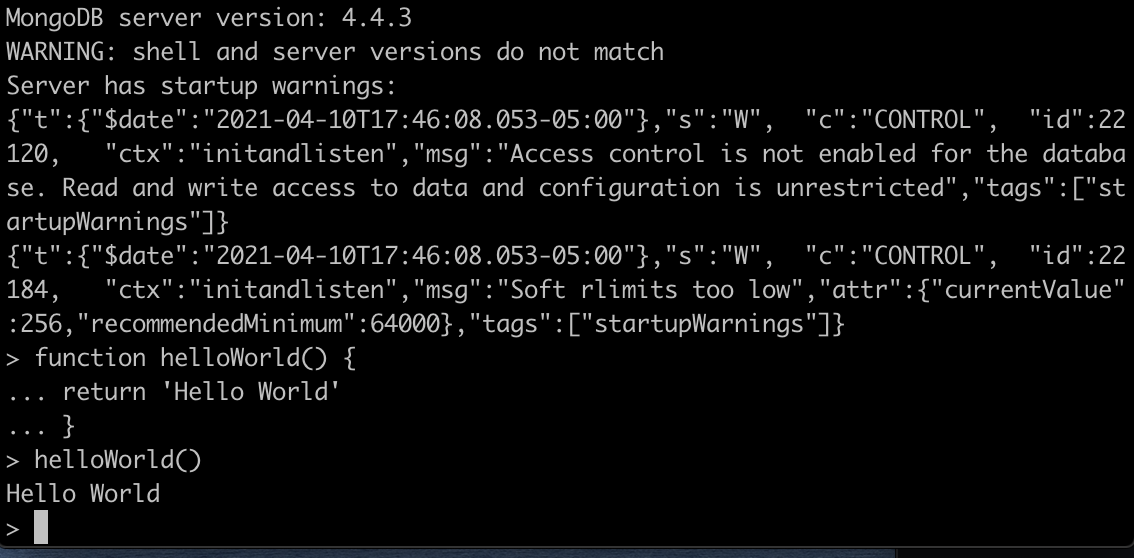 MongoDB server version: 4.4.3
WARNING: shell and server versions do not match
Server has startup warnings:
{"t":{"$date":"2021-04-10T17:46:08.053-05:00"},"s":"W",  "c":"CONTROL",  "id":22
120,   "ctx":"initandlisten","msg":"Access control is not enabled for the databa
se. Read and write access to data and configuration is unrestricted","tags":["st
artupWarnings"]}
{"t":{"$date":"2021-04-10T17:46:08.053-05:00"},"s":"W",  "c":"CONTROL",  "id":22
184,   "ctx":"initandlisten","msg":"Soft rlimits too low","attr":{"currentValue"
:256,"recommendedMinimum":64000},"tags":["startupWarnings"]}
> function helloWorld() {
... return 'Hello World'
... }
> helloWorld()
Hello World
>